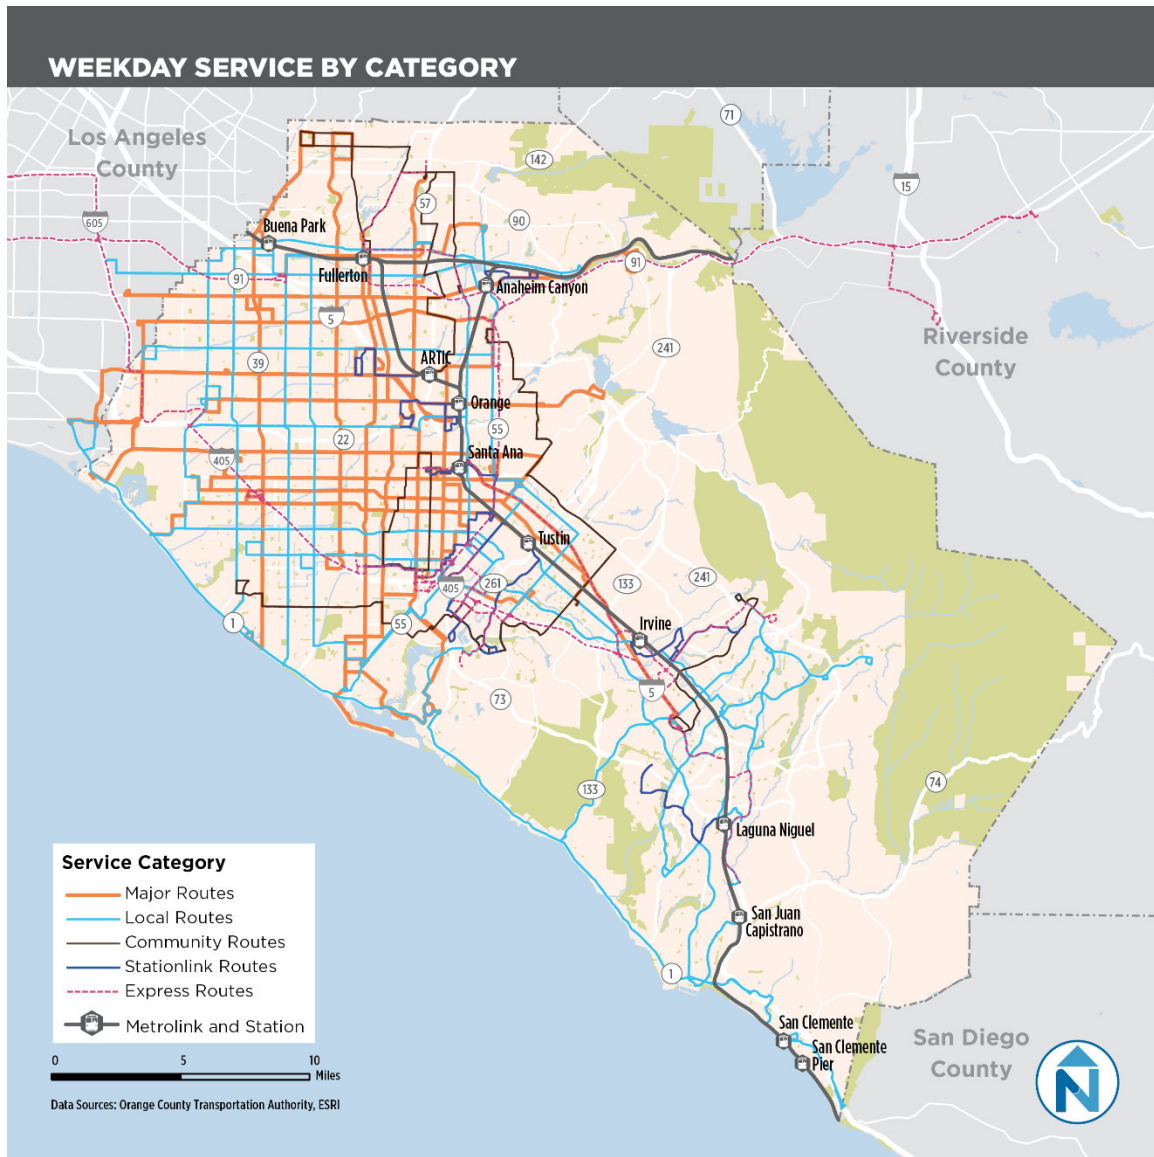 WEEKDAY SERVICE BY CATEGORY
Los Angeles
County
71
142
15
57
605
90
Buena Park
91
Fullerton
91
Anaheim Canyon
5
Riverside
County
241
39
ARTIC
Orange
55
22
Santa Ana
405
Tustin
133
241
261
405
1
55
Irvine
5
73
74
133
Laguna Niguel
Service Category
Major Routes
Local Routes
Community Routes
Stationlink Routes
Express Routes
Metrolink and Station
San Juan
Capistrano
1
San Clemente
San Clemente
Pier
San Diego
County
N
0 5 10
Miles
Data Sources: Orange County Transportation Authority, ESRI